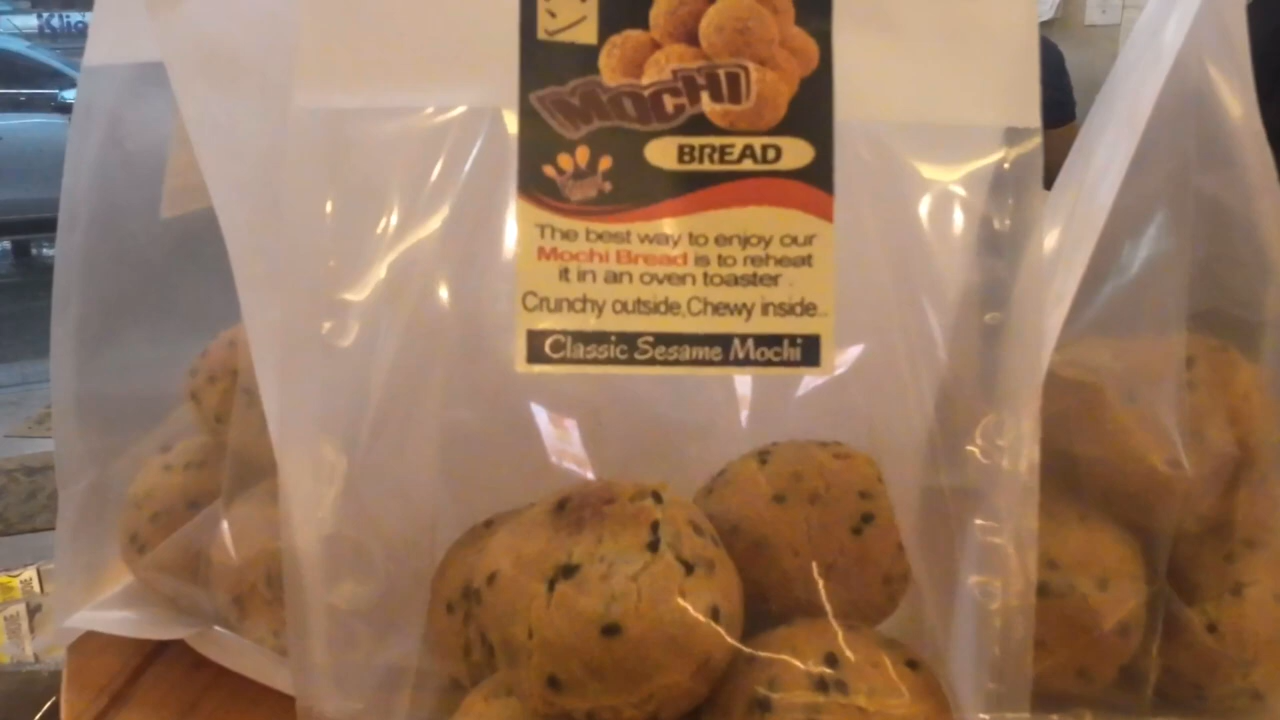 ン
MOCHI
BREAD
The best way to enjoy our
Mochi Bread is to reheat
it in an oven toaster.
Crunchy outside,Chewy inside..
Classic Sesame Mochi